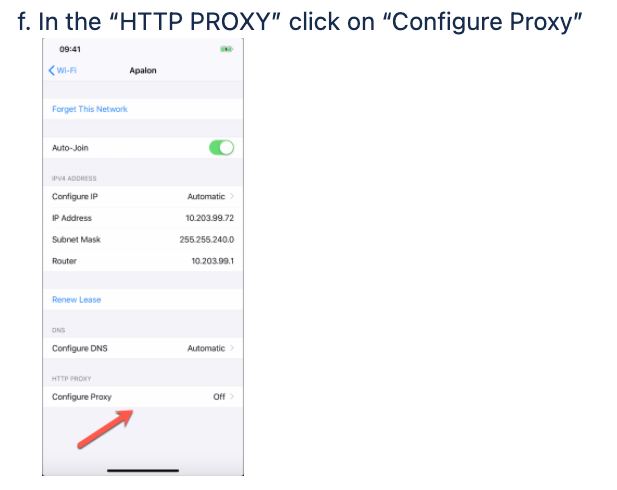 f. In the “HTTP PROXY” click on “Configure Proxy”
09:41
Wi-Fi Apalon
Forget This Network
Auto-Join
IPV4 ADDRESS
Configure IP Automatic
IP Address 10.203.99.72
Subnet Mask 255.255.240.0
Router 10.203.99.1
Renew Lease
DNS
Configure DNS Automatic
HTTP PROXY
Configure Proxy Off